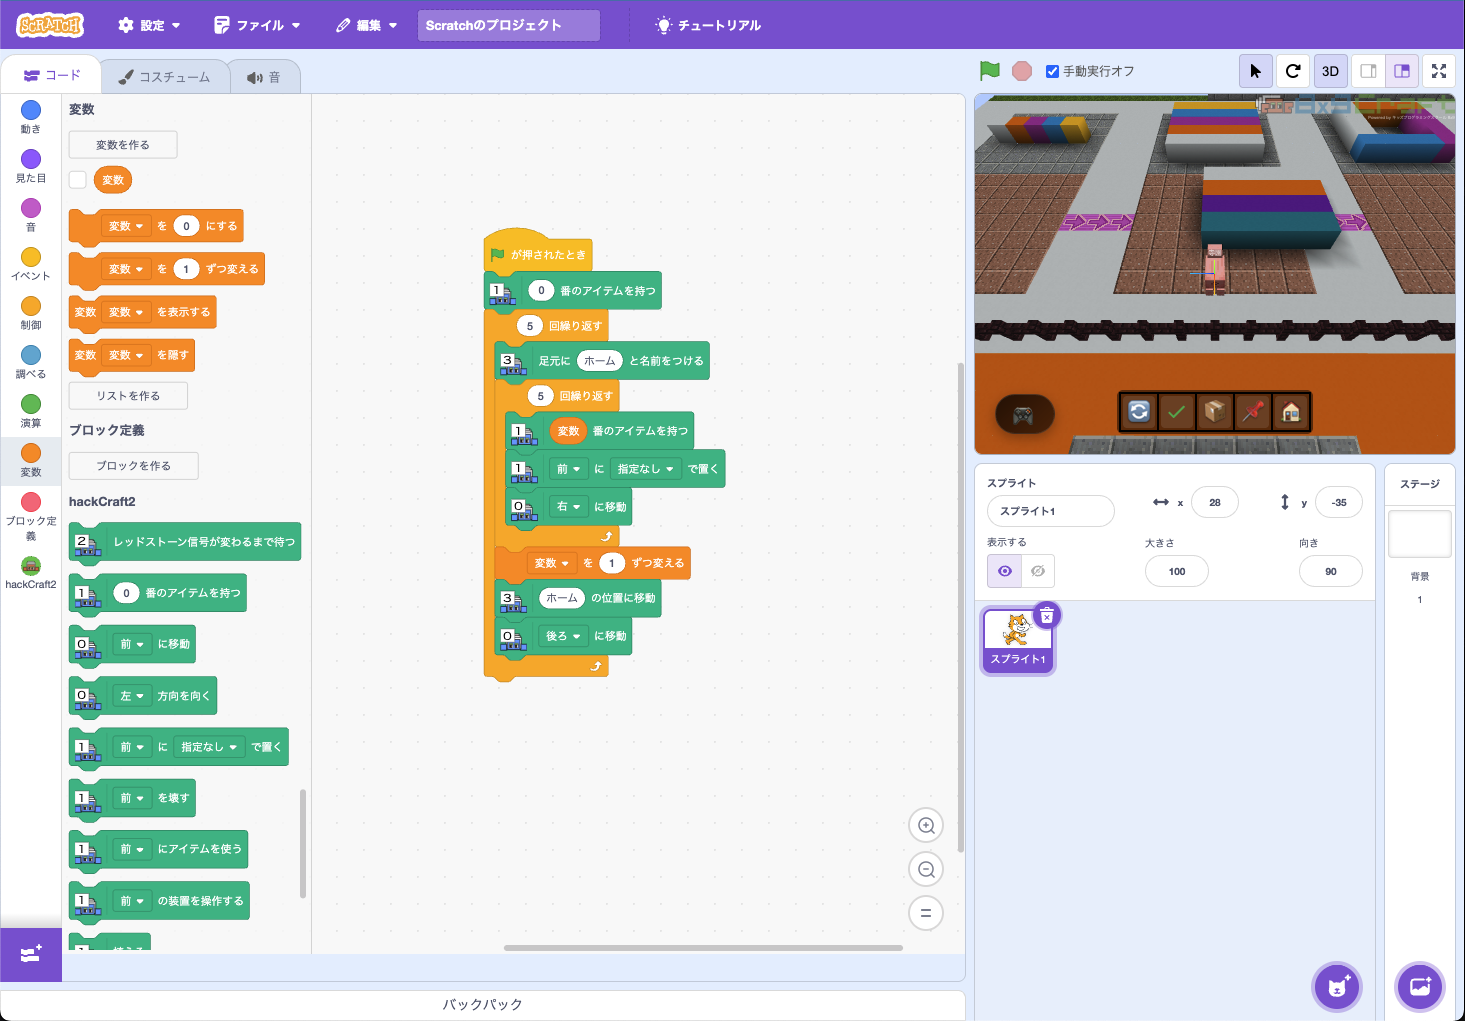 SCRATCH
設定
ファイル
編集
Scratchのプロジェクト
チュートリアル
コード
コスチューム
音
手動実行オフ
3D
動き
見た目
音
イベント
制御
調べる
演算
変数
ブロック定義
hackCraft2
変数
変数を作る
変数
変数 を 0 にする
変数 を 1 ずつ変える
変数 変数 を表示する
変数 変数 を隠す
リストを作る
ブロック定義
ブロックを作る
hackCraft2
2 レッドストーン信号が変わるまで待つ
1 0 番のアイテムを持つ
0 前 に移動
0 左 方向を向く
1 前 に 指定なし で置く
1 前 を壊す
1 前 にアイテムを使う
1 前 の装置を操作する
が押されたとき
1 0 番のアイテムを持つ
5 回繰り返す
3 足元に ホーム と名前をつける
5 回繰り返す
1 変数 番のアイテムを持つ
1 前 に 指定なし で置く
0 右 に移動
変数 を 1 ずつ変える
3 ホーム の位置に移動
0 後ろ に移動
バックパック
スプライト
スプライト1
x 28
y -35
表示する
大きさ
100
向き
90
スプライト1
ステージ
背景
1